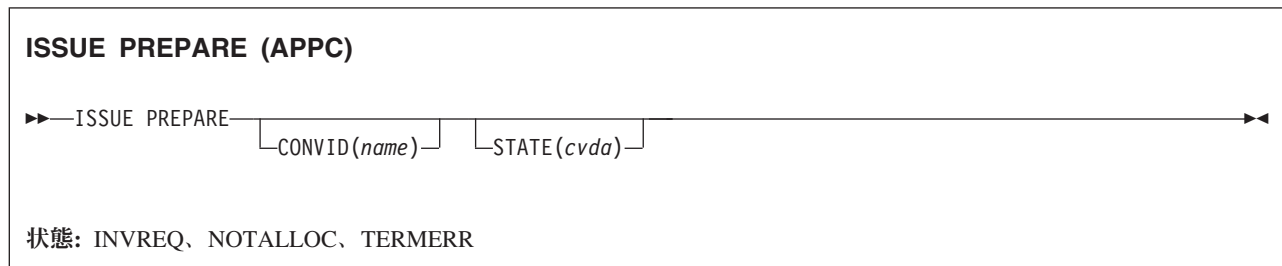 ISSUE PREPARE (APPC)
ISSUE PREPARE
CONVID(name) STATE(cvda)
状態: INVREQ、NOTALLOC、TERMERR